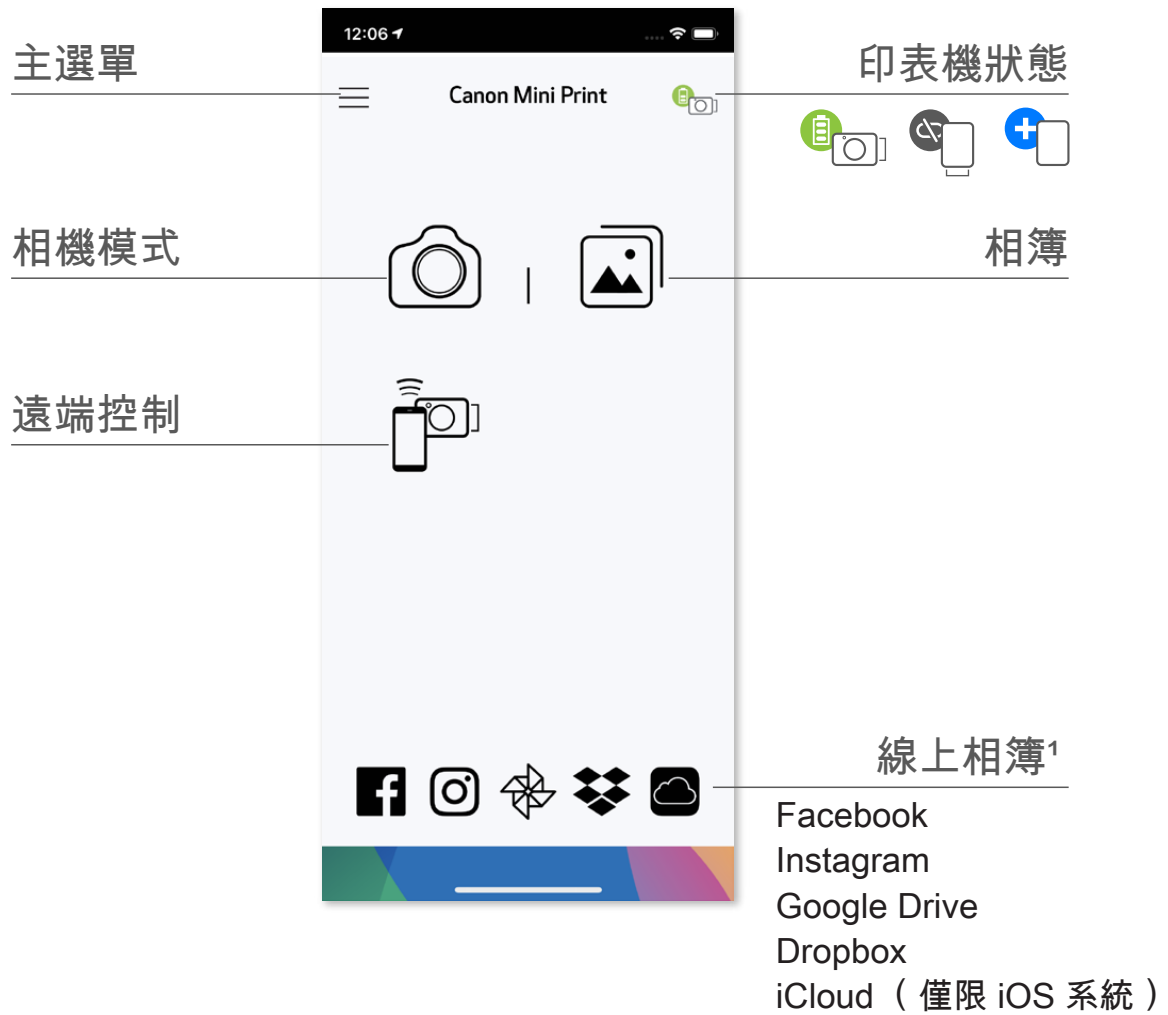 12:06
主選單
Canon Mini Print
印表機狀態
相機模式
相簿
遠端控制
線上相簿¹
Facebook
Instagram
Google Drive
Dropbox
iCloud （ 僅限 iOS 系統 ）